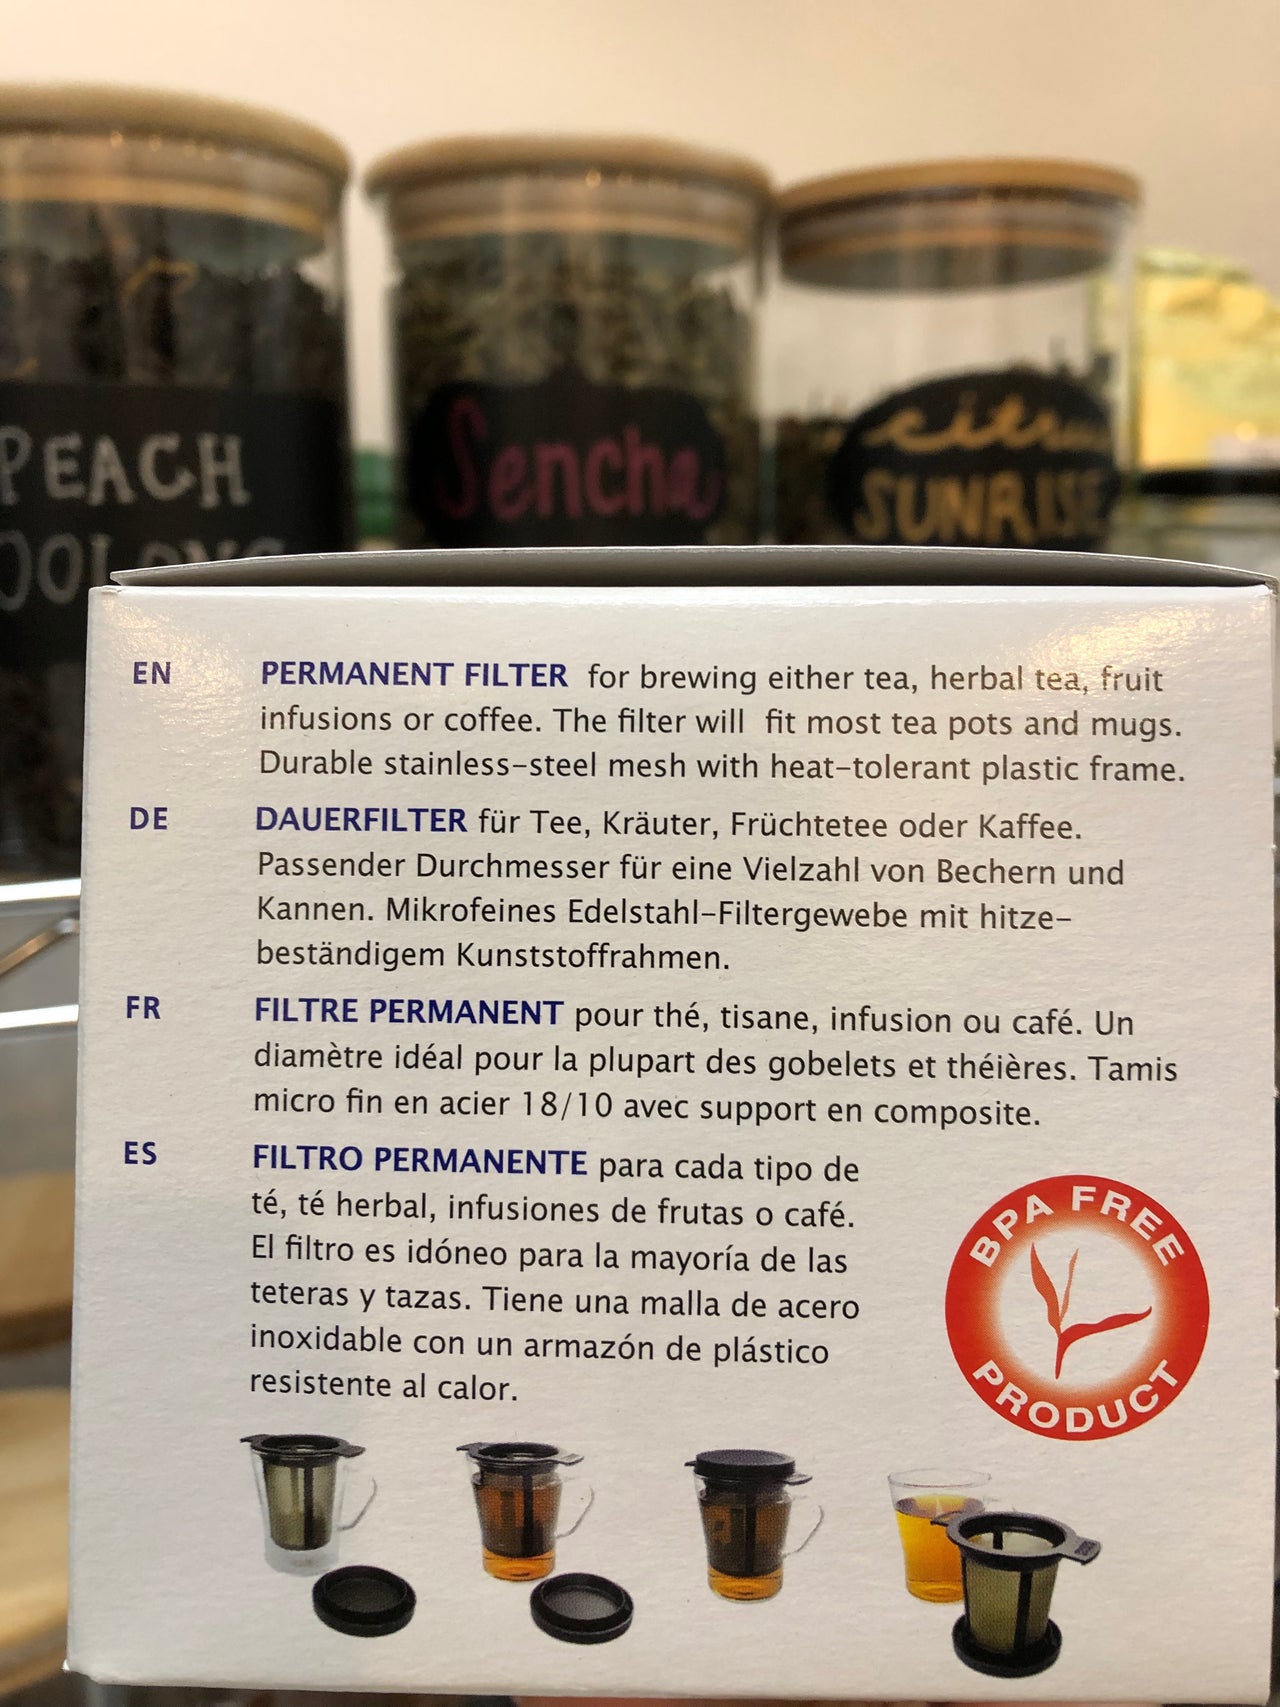 PEACH
OOLONG
Sencha
citrus
SUNRISE
EN PERMANENT FILTER for brewing either tea, herbal tea, fruit
infusions or coffee. The filter will fit most tea pots and mugs.
Durable stainless-steel mesh with heat-tolerant plastic frame.
DE DAUERFILTER für Tee, Kräuter, Früchtetee oder Kaffee.
Passender Durchmesser für eine Vielzahl von Bechern und
Kannen. Mikrofeines Edelstahl-Filtergewebe mit hitze-
beständigem Kunststoffrahmen.
FR FILTRE PERMANENT pour thé, tisane, infusion ou café. Un
diamètre idéal pour la plupart des gobelets et théières. Tamis
micro fin en acier 18/10 avec support en composite.
ES FILTRO PERMANENTE para cada tipo de
té, té herbal, infusiones de frutas o café.
El filtro es idóneo para la mayoría de las
teteras y tazas. Tiene una malla de acero
inoxidable con un armazón de plástico
resistente al calor.
BPA FREE
PRODUCT